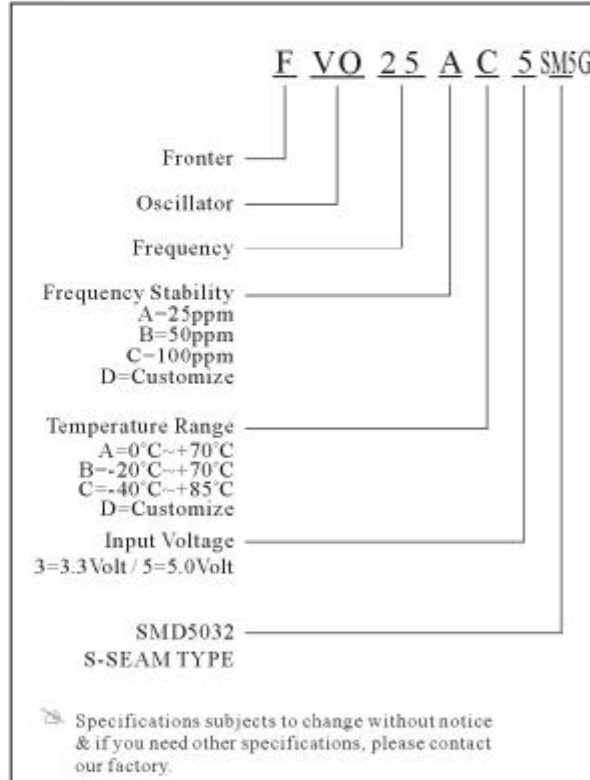 F VO 25 A C 5 SM5G
Fronter
Oscillator
Frequency
Frequency Stability
A=25ppm
B=50ppm
C=100ppm
D=Customize
Temperature Range
A=0°C~+70°C
B=-20°C~+70°C
C=-40°C~+85°C
D=Customize
Input Voltage
3=3.3Volt / 5=5.0Volt
SMD5032
S-SEAM TYPE
Specifications subjects to change without notice
& if you need other specifications, please contact
our factory.